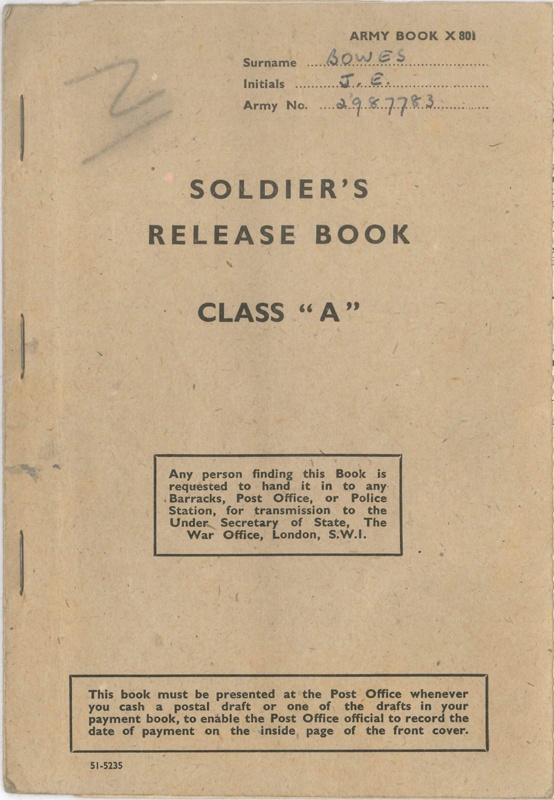 ARMY BOOK X 801
Surname BOWES
Initials J. E.
Army No. 2987783
SOLDIER'S
RELEASE BOOK
CLASS "A"
Any person finding this Book is
requested to hand it in to any
Barracks, Post Office, or Police
Station, for transmission to the
Under Secretary of State, The
War Office, London, S.W.1.
This book must be presented at the Post Office whenever
you cash a postal draft or one of the drafts in your
payment book, to enable the Post Office official to record the
date of payment on the inside page of the front cover.
51-5235